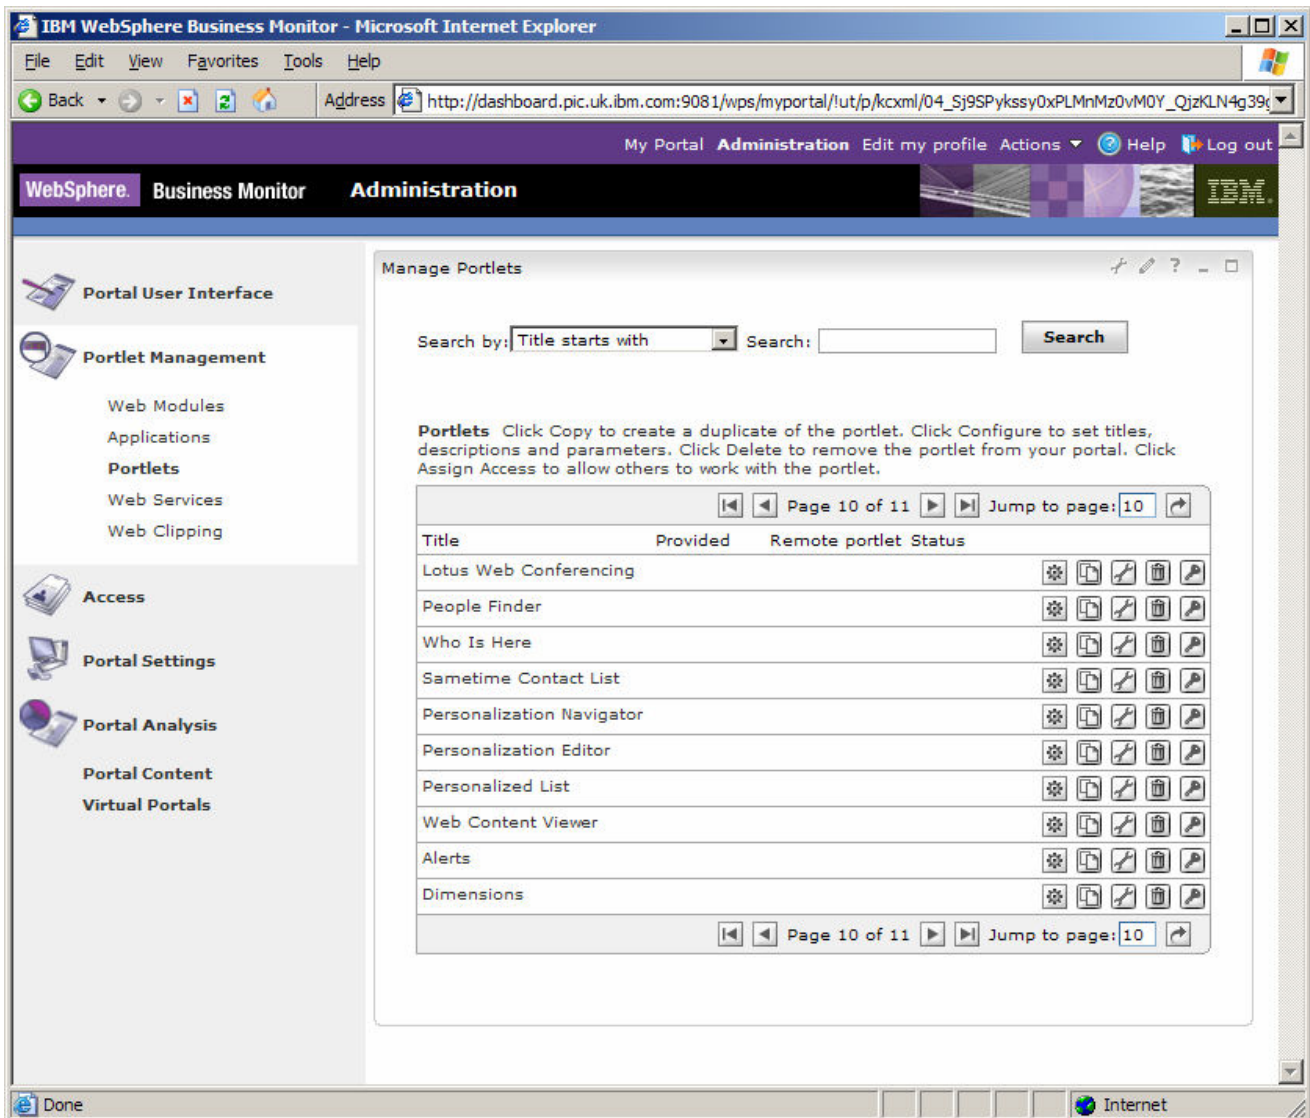 IBM WebSphere Business Monitor - Microsoft Internet Explorer
File Edit View Favorites Tools Help
Back Address http://dashboard.pic.uk.ibm.com:9081/wps/myportal/!ut/p/kcxml/04_Sj9SPykssy0xPLMnMz0vM0Y_QjzKLN4g39
My Portal Administration Edit my profile Actions Help Log out
WebSphere. Business Monitor Administration IBM.
Manage Portlets
Portal User Interface
Search by: Title starts with Search: Search
Portlet Management
Web Modules
Applications
Portlets
Web Services
Web Clipping
Access
Portal Settings
Portal Analysis
Portal Content
Virtual Portals
Portlets Click Copy to create a duplicate of the portlet. Click Configure to set titles,
descriptions and parameters. Click Delete to remove the portlet from your portal. Click
Assign Access to allow others to work with the portlet.
Page 10 of 11 Jump to page: 10
Title Provided Remote portlet Status
Lotus Web Conferencing
People Finder
Who Is Here
Sametime Contact List
Personalization Navigator
Personalization Editor
Personalized List
Web Content Viewer
Alerts
Dimensions
Page 10 of 11 Jump to page: 10
Done Internet